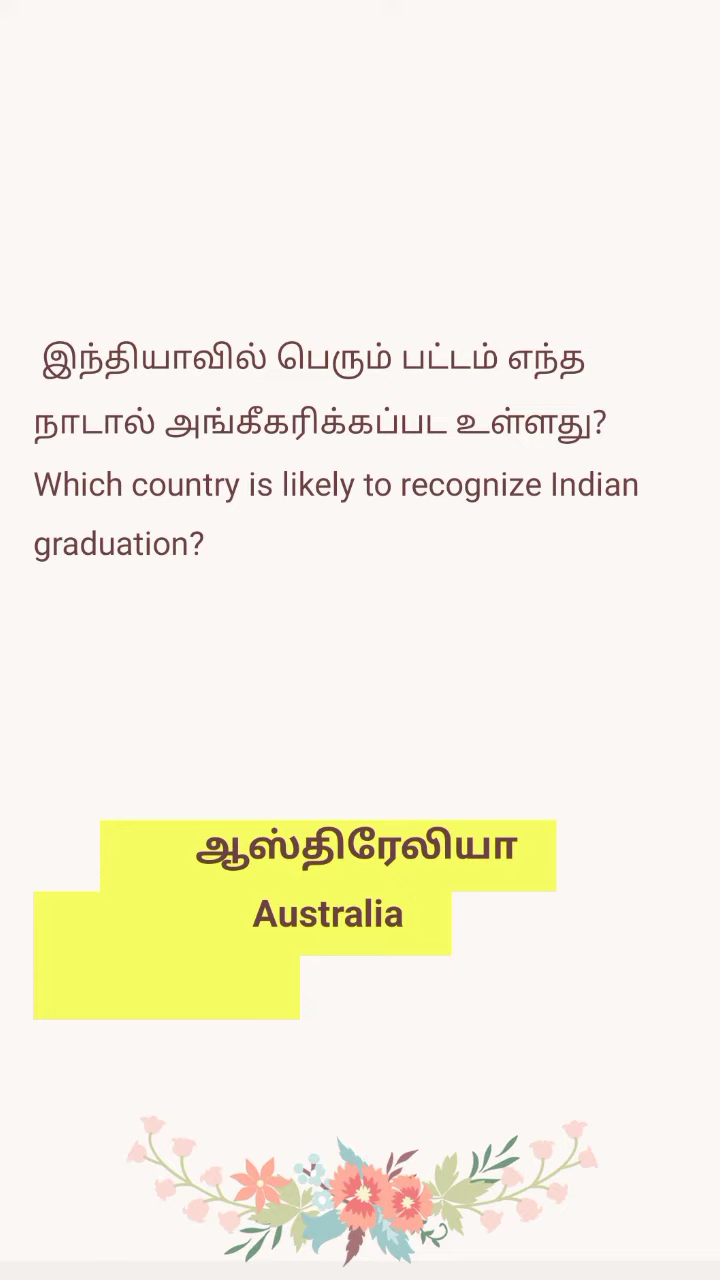 இந்தியாவில் பெரும் பட்டம் எந்த
நாடால் அங்கீகரிக்கப்பட உள்ளது?
Which country is likely to recognize Indian
graduation?
ஆஸ்திரேலியா
Australia